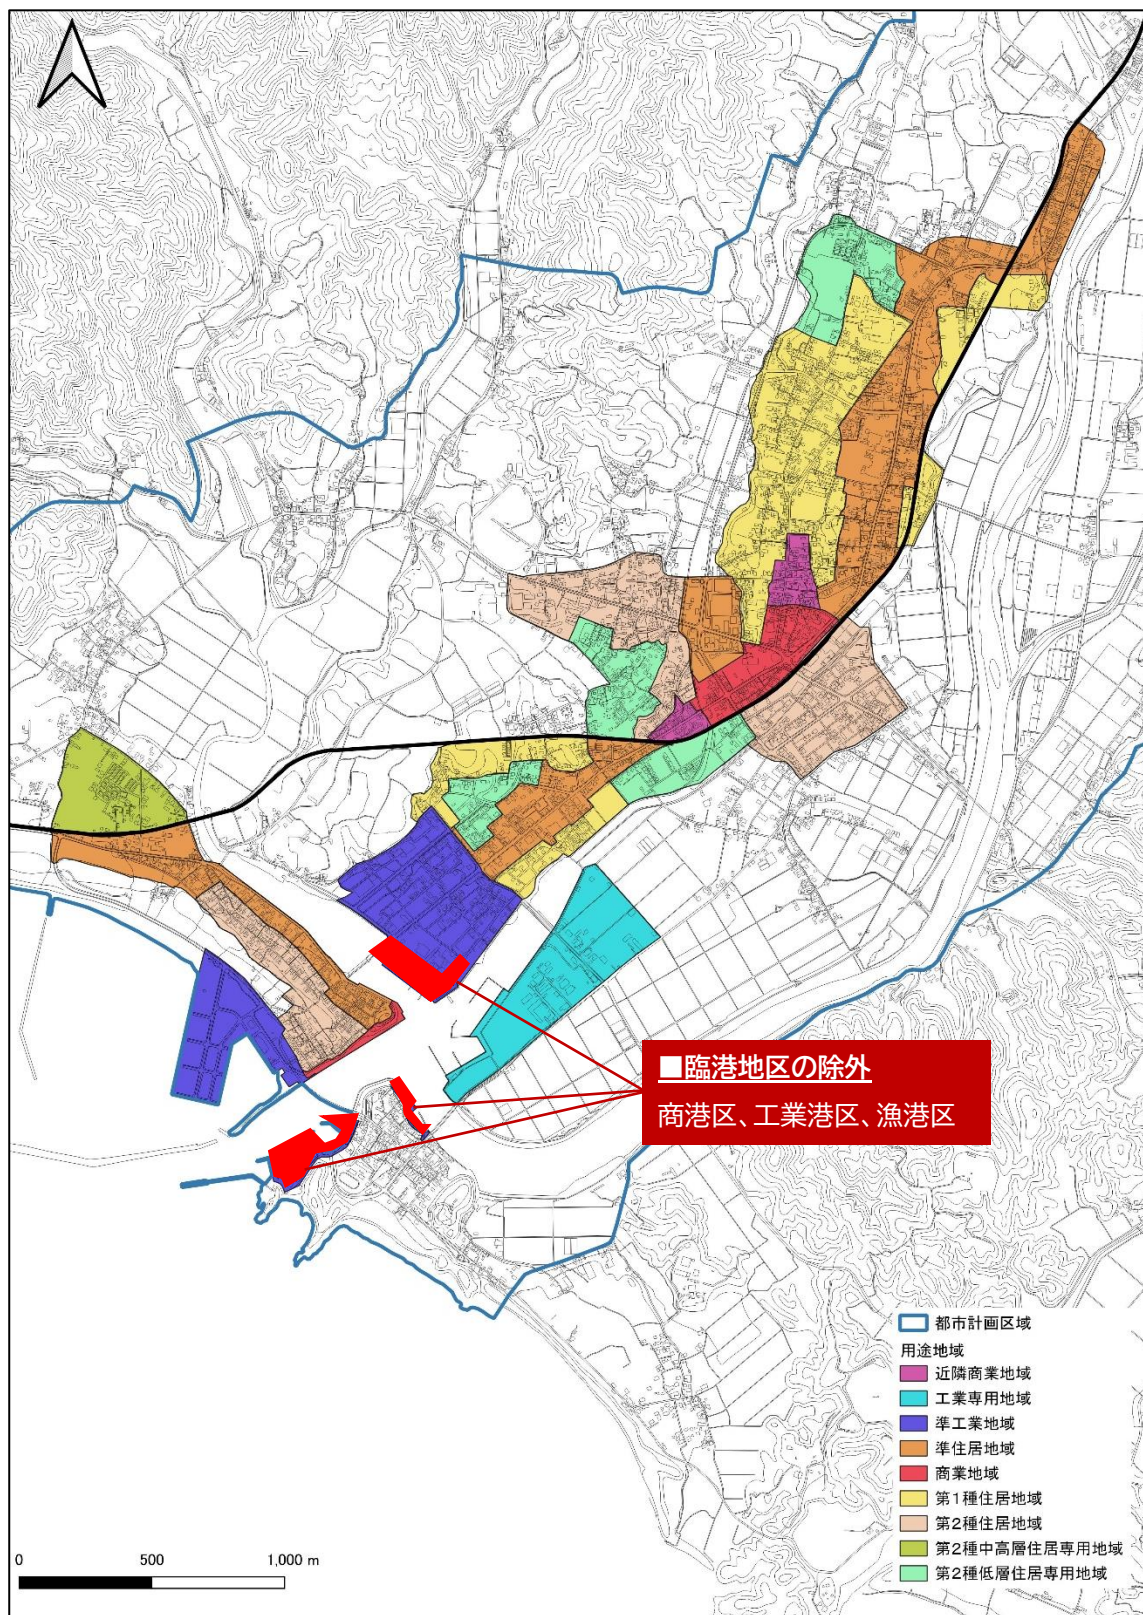 ■臨港地区の除外
商港区、工業港区、漁港区
都市計画区域
用途地域
近隣商業地域
工業専用地域
準工業地域
準住居地域
商業地域
第1種住居地域
第2種住居地域
第2種中高層住居専用地域
第2種低層住居専用地域
0 500 1,000 m